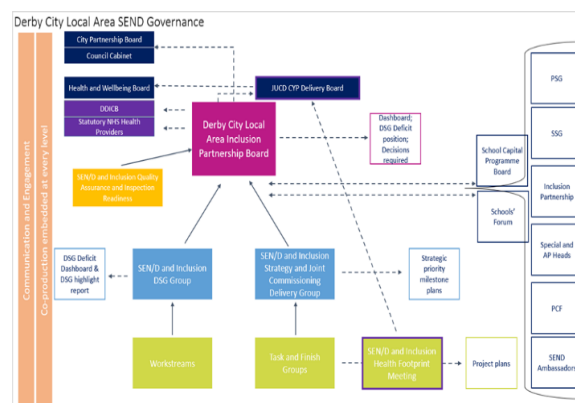 Derby City Local Area SEND Governance
Communication and Engagement
Co-production embedded at every level
City Partnership Board
Council Cabinet
Health and Wellbeing Board
DDICB
Statutory NHS Health
Providers
JUCD CYP Delivery Board
Derby City Local
Area Inclusion
Partnership Board
Dashboard;
DSG Deficit
position;
Decisions
required
SEN/D and Inclusion Quality
Assurance and Inspection
Readiness
School Capital
Programme
Board
Schools'
Forum
PSG
SSG
Inclusion
Partnership
Special and
AP Heads
PCF
SEND
Ambassadors
DSG Deficit
Dashboard &
DSG highlight
report
SEN/D and Inclusion
DSG Group
SEN/D and Inclusion
Strategy and Joint
Commissioning
Delivery Group
Strategic
priority
milestone
plans
Workstreams
Task and Finish
Groups
SEN/D and Inclusion
Health Footprint
Meeting
Project plans